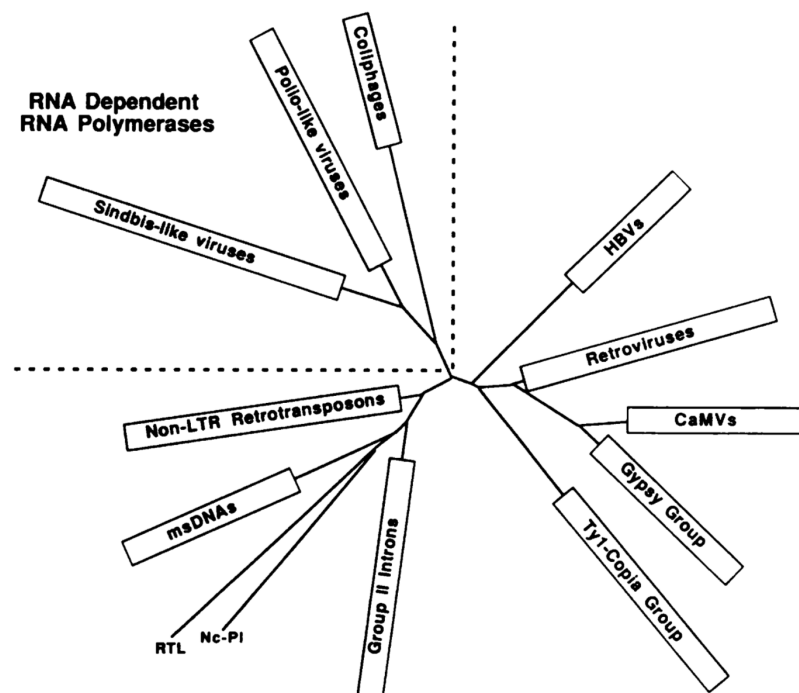 RNA Dependent
RNA Polymerases
Coliphages
Polio-like viruses
Sindbis-like viruses
HBVs
Retroviruses
CaMVs
Gypsy Group
Ty1-Copia Group
Non-LTR Retrotransposons
msDNAs
Group II Introns
RTL
Nc-Pl